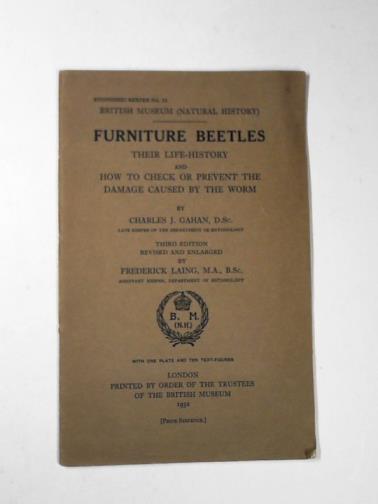 ECONOMIC SERIES No. 11.
BRITISH MUSEUM (NATURAL HISTORY)
FURNITURE BEETLES
THEIR LIFE-HISTORY
AND
HOW TO CHECK OR PREVENT THE
DAMAGE CAUSED BY THE WORM
BY
CHARLES J. GAHAN, D.Sc.
LATE KEEPER OF THE DEPARTMENT OF ENTOMOLOGY
THIRD EDITION
REVISED AND ENLARGED
BY
FREDERICK LAING, M.A., B.Sc.
ASSISTANT KEEPER, DEPARTMENT OF ENTOMOLOGY
B. M.
(N.H.)
WITH ONE PLATE AND TEN TEXT-FIGURES
LONDON
PRINTED BY ORDER OF THE TRUSTEES
OF THE BRITISH MUSEUM
1932
[PRICE SIXPENCE.]